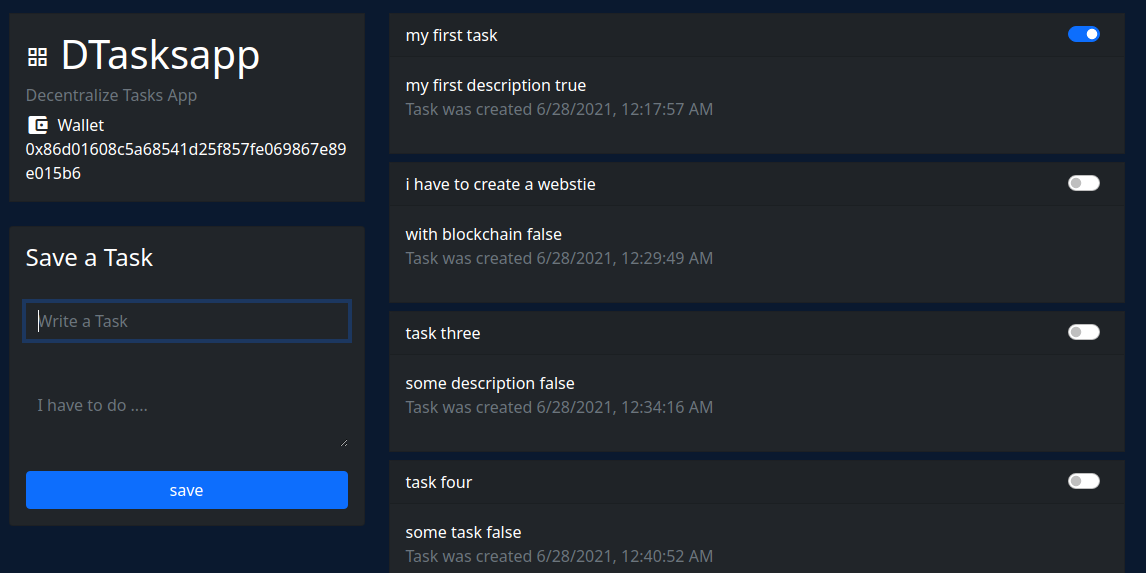 DTasksapp
Decentralize Tasks App
Wallet
0x86d01608c5a68541d25f857fe069867e89
e015b6
Save a Task
Write a Task
I have to do ....
save
my first task
my first description true
Task was created 6/28/2021, 12:17:57 AM
i have to create a webstie
with blockchain false
Task was created 6/28/2021, 12:29:49 AM
task three
some description false
Task was created 6/28/2021, 12:34:16 AM
task four
some task false
Task was created 6/28/2021, 12:40:52 AM